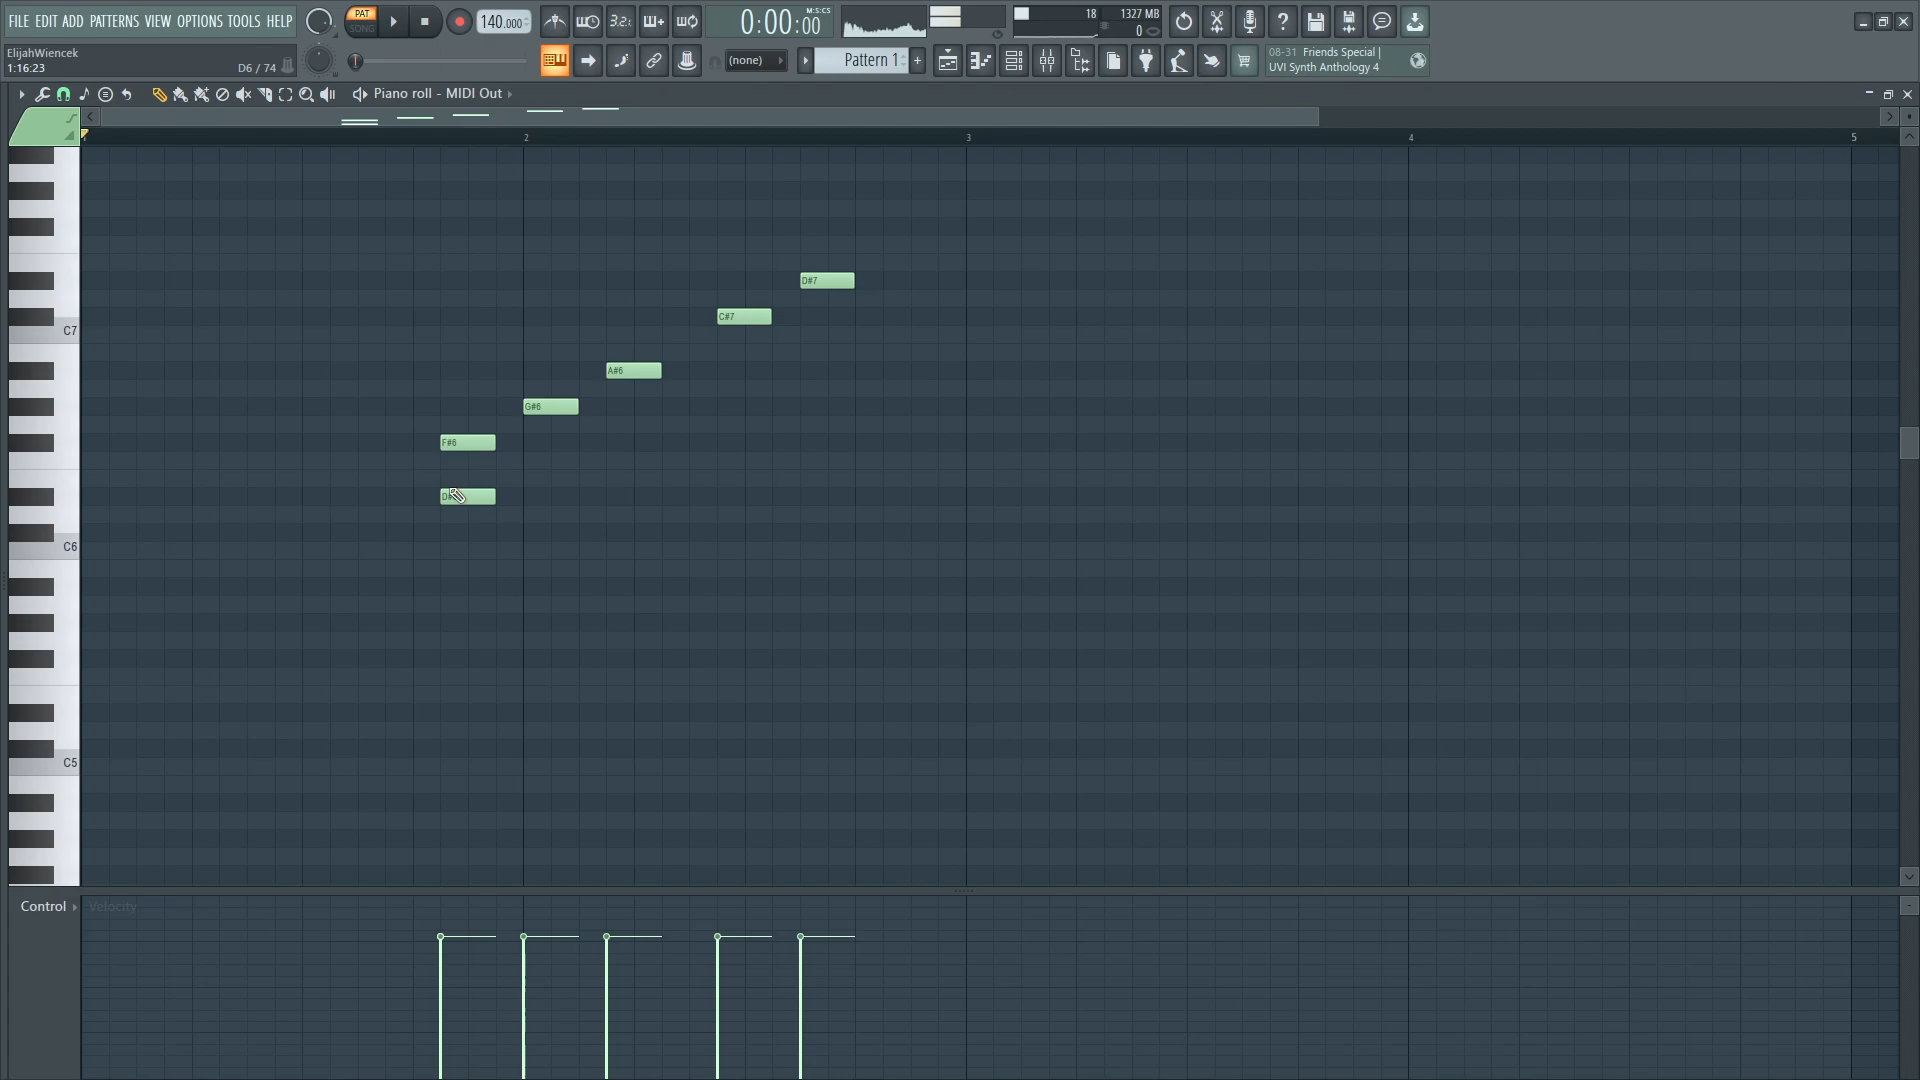 FILE EDIT ADD PATTERNS VIEW OPTIONS TOOLS HELP
PAT
SONG
140.000
3.2.
0:00:00
M:S:CS
18
1327 MB
0
ElijahWiencek
1:16:23
D6 / 74
(none)
Pattern 1
08-31 Friends Special |
UVI Synth Anthology 4
Piano roll - MIDI Out
2
3
4
5
D#7
C#7
C7
A#6
G#6
F#6
C6
C5
Control
Velocity